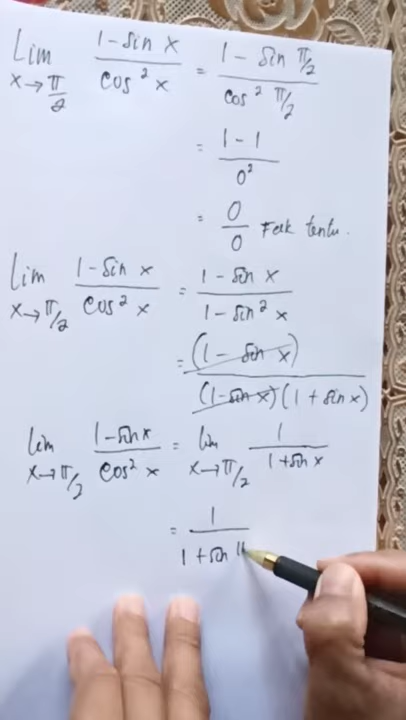 Lim x→π/2 (1 - sin x)/(cos² x) = (1 - sin π/2)/(cos² π/2)
= (1 - 1)/0²
= 0/0
Lim x→π/2 (1 - sin x)/(cos² x) = (1 - sin x)/(1 - sin² x)
= (1 - sin x)/((1 - sin x)(1 + sin x))
lim x→π/2 (1 - sin x)/(cos² x) = lim x→π/2 1/(1 + sin x)
= 1/(1 + sin